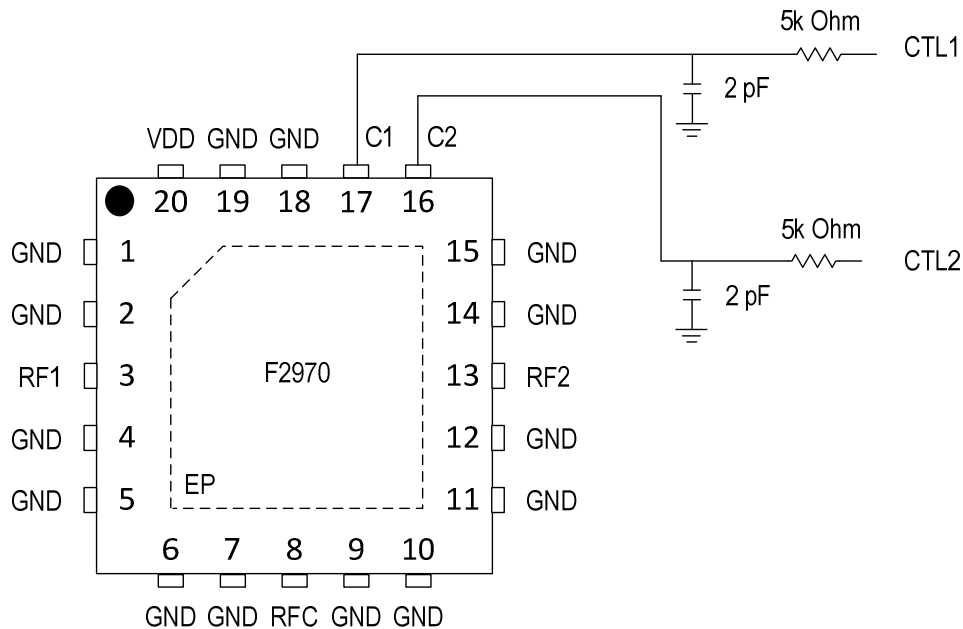 5k Ohm
CTL1
2 pF
VDD GND GND C1 C2
20 19 18 17 16
GND 1 15 GND
5k Ohm
CTL2
GND 2 14 GND
2 pF
RF1 3 F2970 13 RF2
GND 4 12 GND
EP
GND 5 11 GND
6 7 8 9 10
GND GND RFC GND GND